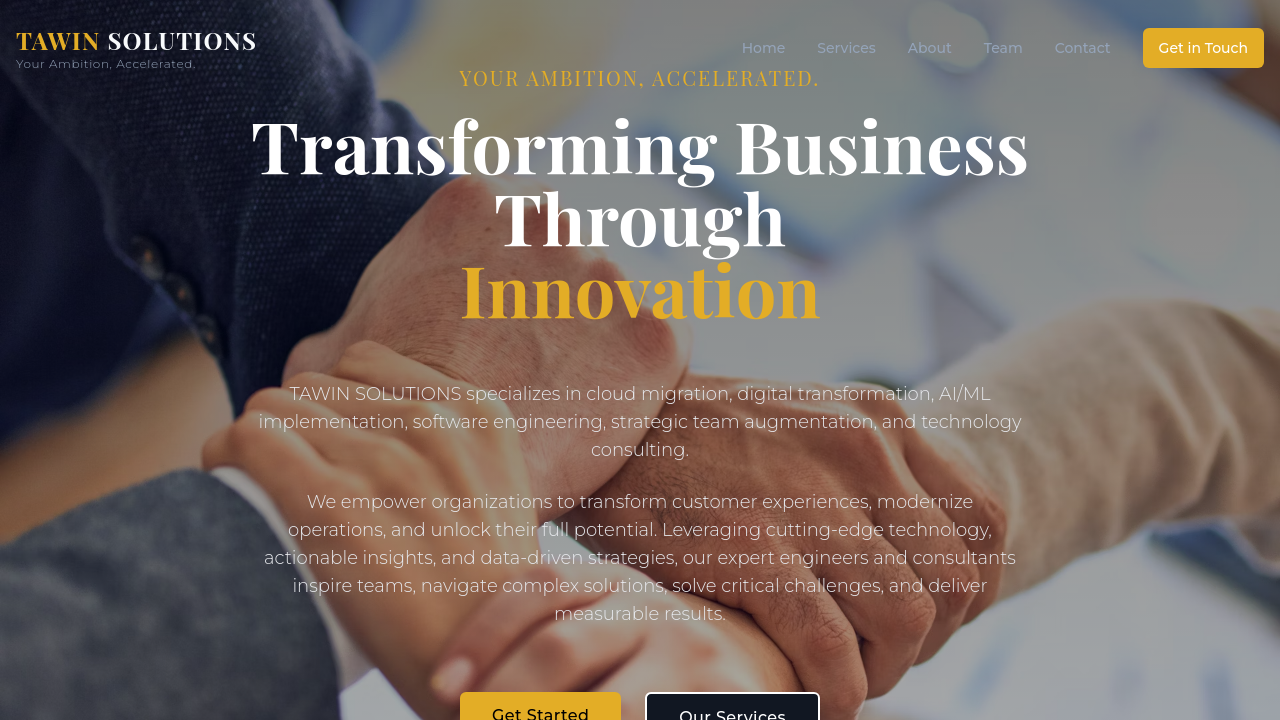 TAWIN SOLUTIONS
Your Ambition, Accelerated.
Home Services About Team Contact Get in Touch
YOUR AMBITION, ACCELERATED.
Transforming Business
Through
Innovation
TAWIN SOLUTIONS specializes in cloud migration, digital transformation, AI/ML
implementation, software engineering, strategic team augmentation, and technology
consulting.
We empower organizations to transform customer experiences, modernize
operations, and unlock their full potential. Leveraging cutting-edge technology,
actionable insights, and data-driven strategies, our expert engineers and consultants
inspire teams, navigate complex solutions, solve critical challenges, and deliver
measurable results.
Get Started Our Services